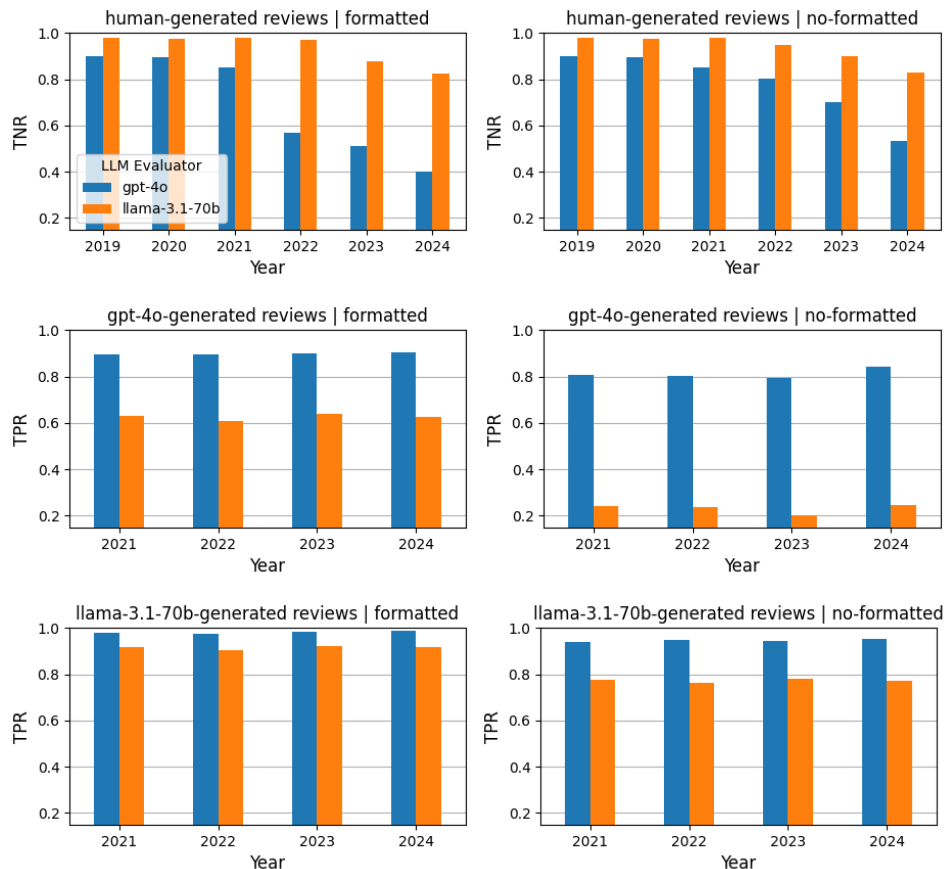 human-generated reviews | formatted
TNR
1.0
0.8
0.6
0.4
0.2
LLM Evaluator
gpt-4o
llama-3.1-70b
2019 2020 2021 2022 2023 2024
Year
human-generated reviews | no-formatted
TNR
1.0
0.8
0.6
0.4
0.2
2019 2020 2021 2022 2023 2024
Year
gpt-4o-generated reviews | formatted
TPR
1.0
0.8
0.6
0.4
0.2
2021 2022 2023 2024
Year
gpt-4o-generated reviews | no-formatted
TPR
1.0
0.8
0.6
0.4
0.2
2021 2022 2023 2024
Year
llama-3.1-70b-generated reviews | formatted
TPR
1.0
0.8
0.6
0.4
0.2
2021 2022 2023 2024
Year
llama-3.1-70b-generated reviews | no-formatted
TPR
1.0
0.8
0.6
0.4
0.2
2021 2022 2023 2024
Year